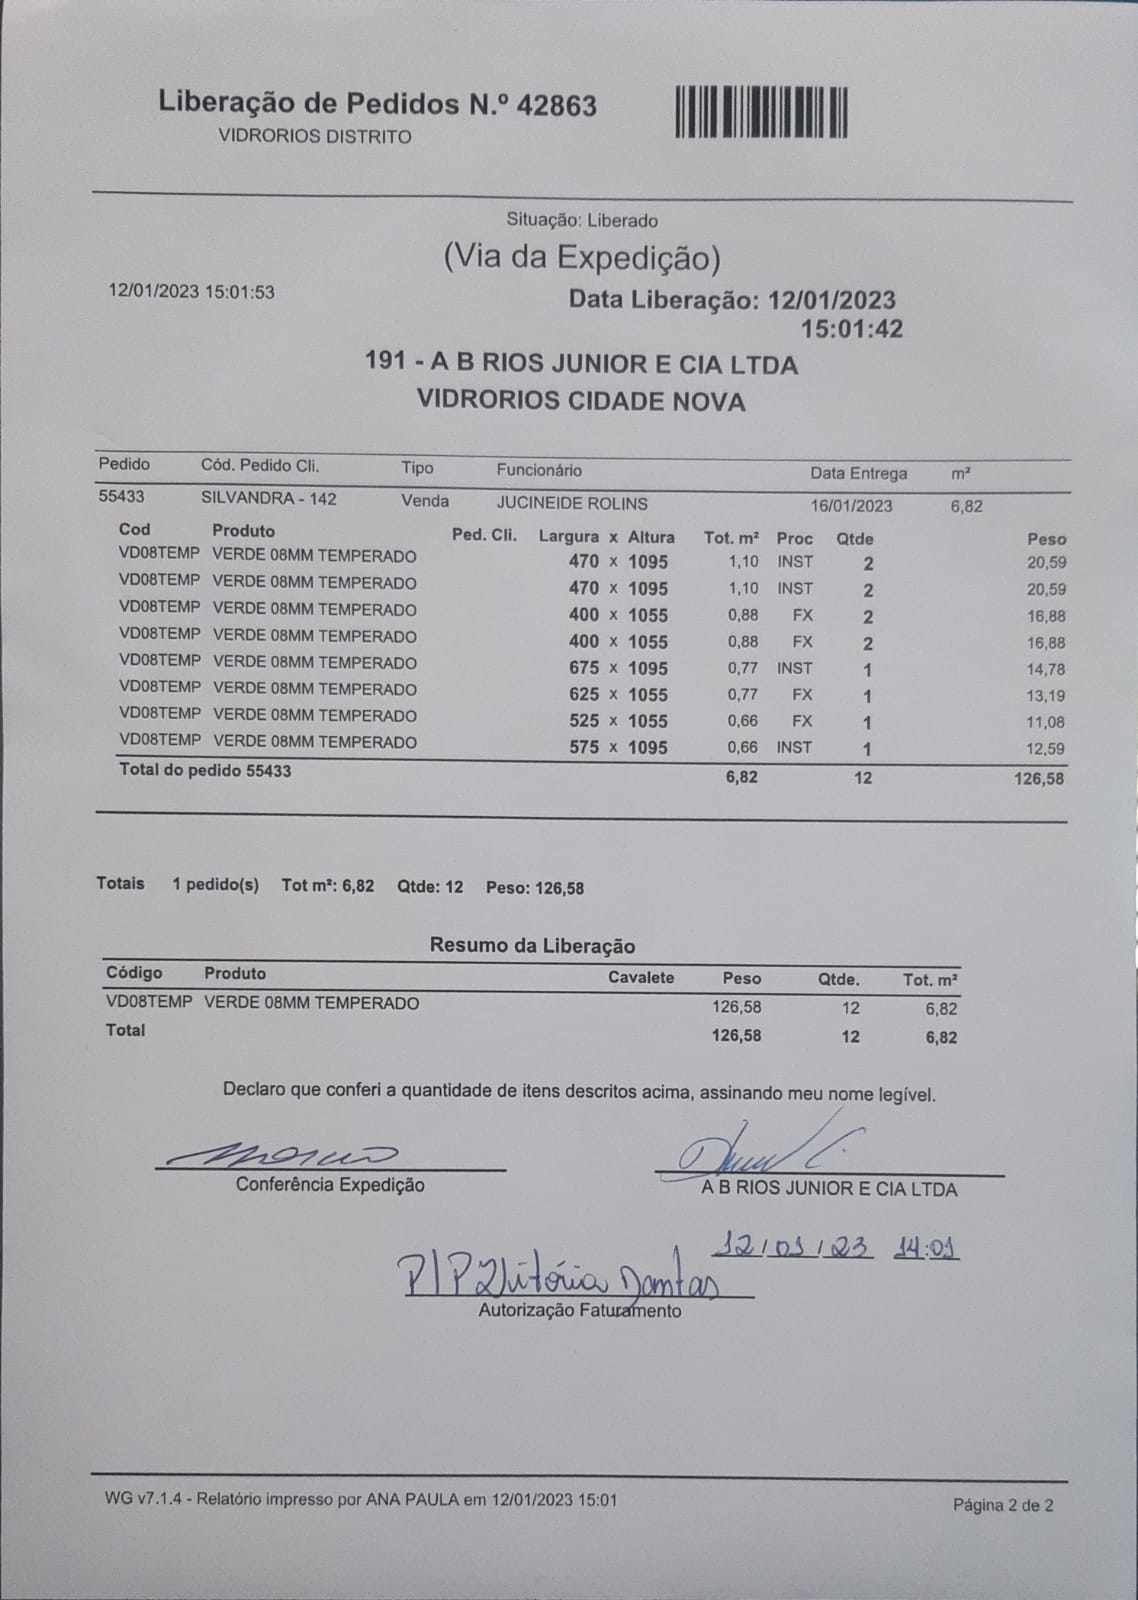 Liberação de Pedidos N.º 42863
VIDRORIOS DISTRITO
Situação: Liberado
(Via da Expedição)
12/01/2023 15:01:53
Data Liberação: 12/01/2023
15:01:42
191 - A B RIOS JUNIOR E CIA LTDA
VIDRORIOS CIDADE NOVA
Pedido Cód. Pedido Cli. Tipo Funcionário Data Entrega m²
55433 SILVANDRA - 142 Venda JUCINEIDE ROLINS 16/01/2023 6,82
Cod Produto Ped. Cli. Largura x Altura Tot. m² Proc Qtde Peso
VD08TEMP VERDE 08MM TEMPERADO 470 x 1095 1,10 INST 2 20,59
VD08TEMP VERDE 08MM TEMPERADO 470 x 1095 1,10 INST 2 20,59
VD08TEMP VERDE 08MM TEMPERADO 400 x 1055 0,88 FX 2 16,88
VD08TEMP VERDE 08MM TEMPERADO 400 x 1055 0,88 FX 2 16,88
VD08TEMP VERDE 08MM TEMPERADO 675 x 1095 0,77 INST 1 14,78
VD08TEMP VERDE 08MM TEMPERADO 625 x 1055 0,77 FX 1 13,19
VD08TEMP VERDE 08MM TEMPERADO 525 x 1055 0,66 FX 1 11,08
VD08TEMP VERDE 08MM TEMPERADO 575 x 1095 0,66 INST 1 12,59
Total do pedido 55433 6,82 12 126,58
Totais 1 pedido(s) Tot m²: 6,82 Qtde: 12 Peso: 126,58
Resumo da Liberação
Código Produto Cavalete Peso Qtde. Tot. m²
VD08TEMP VERDE 08MM TEMPERADO 126,58 12 6,82
Total 126,58 12 6,82
Declaro que conferi a quantidade de itens descritos acima, assinando meu nome legível.
Conferência Expedição
A B RIOS JUNIOR E CIA LTDA
12/01/23 14:01
Vitória Dantas
Autorização Faturamento
WG v7.1.4 - Relatório impresso por ANA PAULA em 12/01/2023 15:01
Página 2 de 2